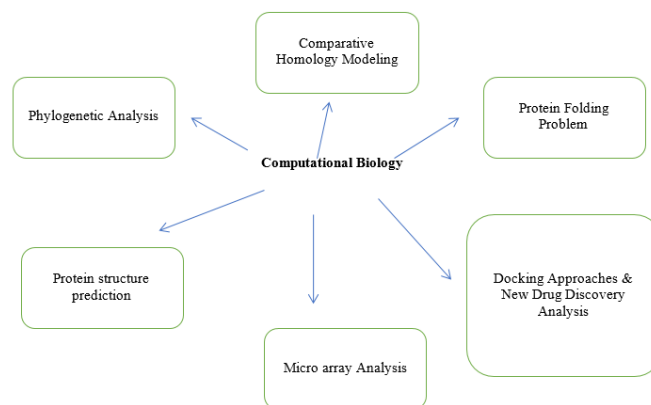 Comparative
Homology Modeling
Phylogenetic Analysis
Protein Folding
Problem
Computational Biology
Protein structure
prediction
Docking Approaches &
New Drug Discovery
Analysis
Micro array Analysis